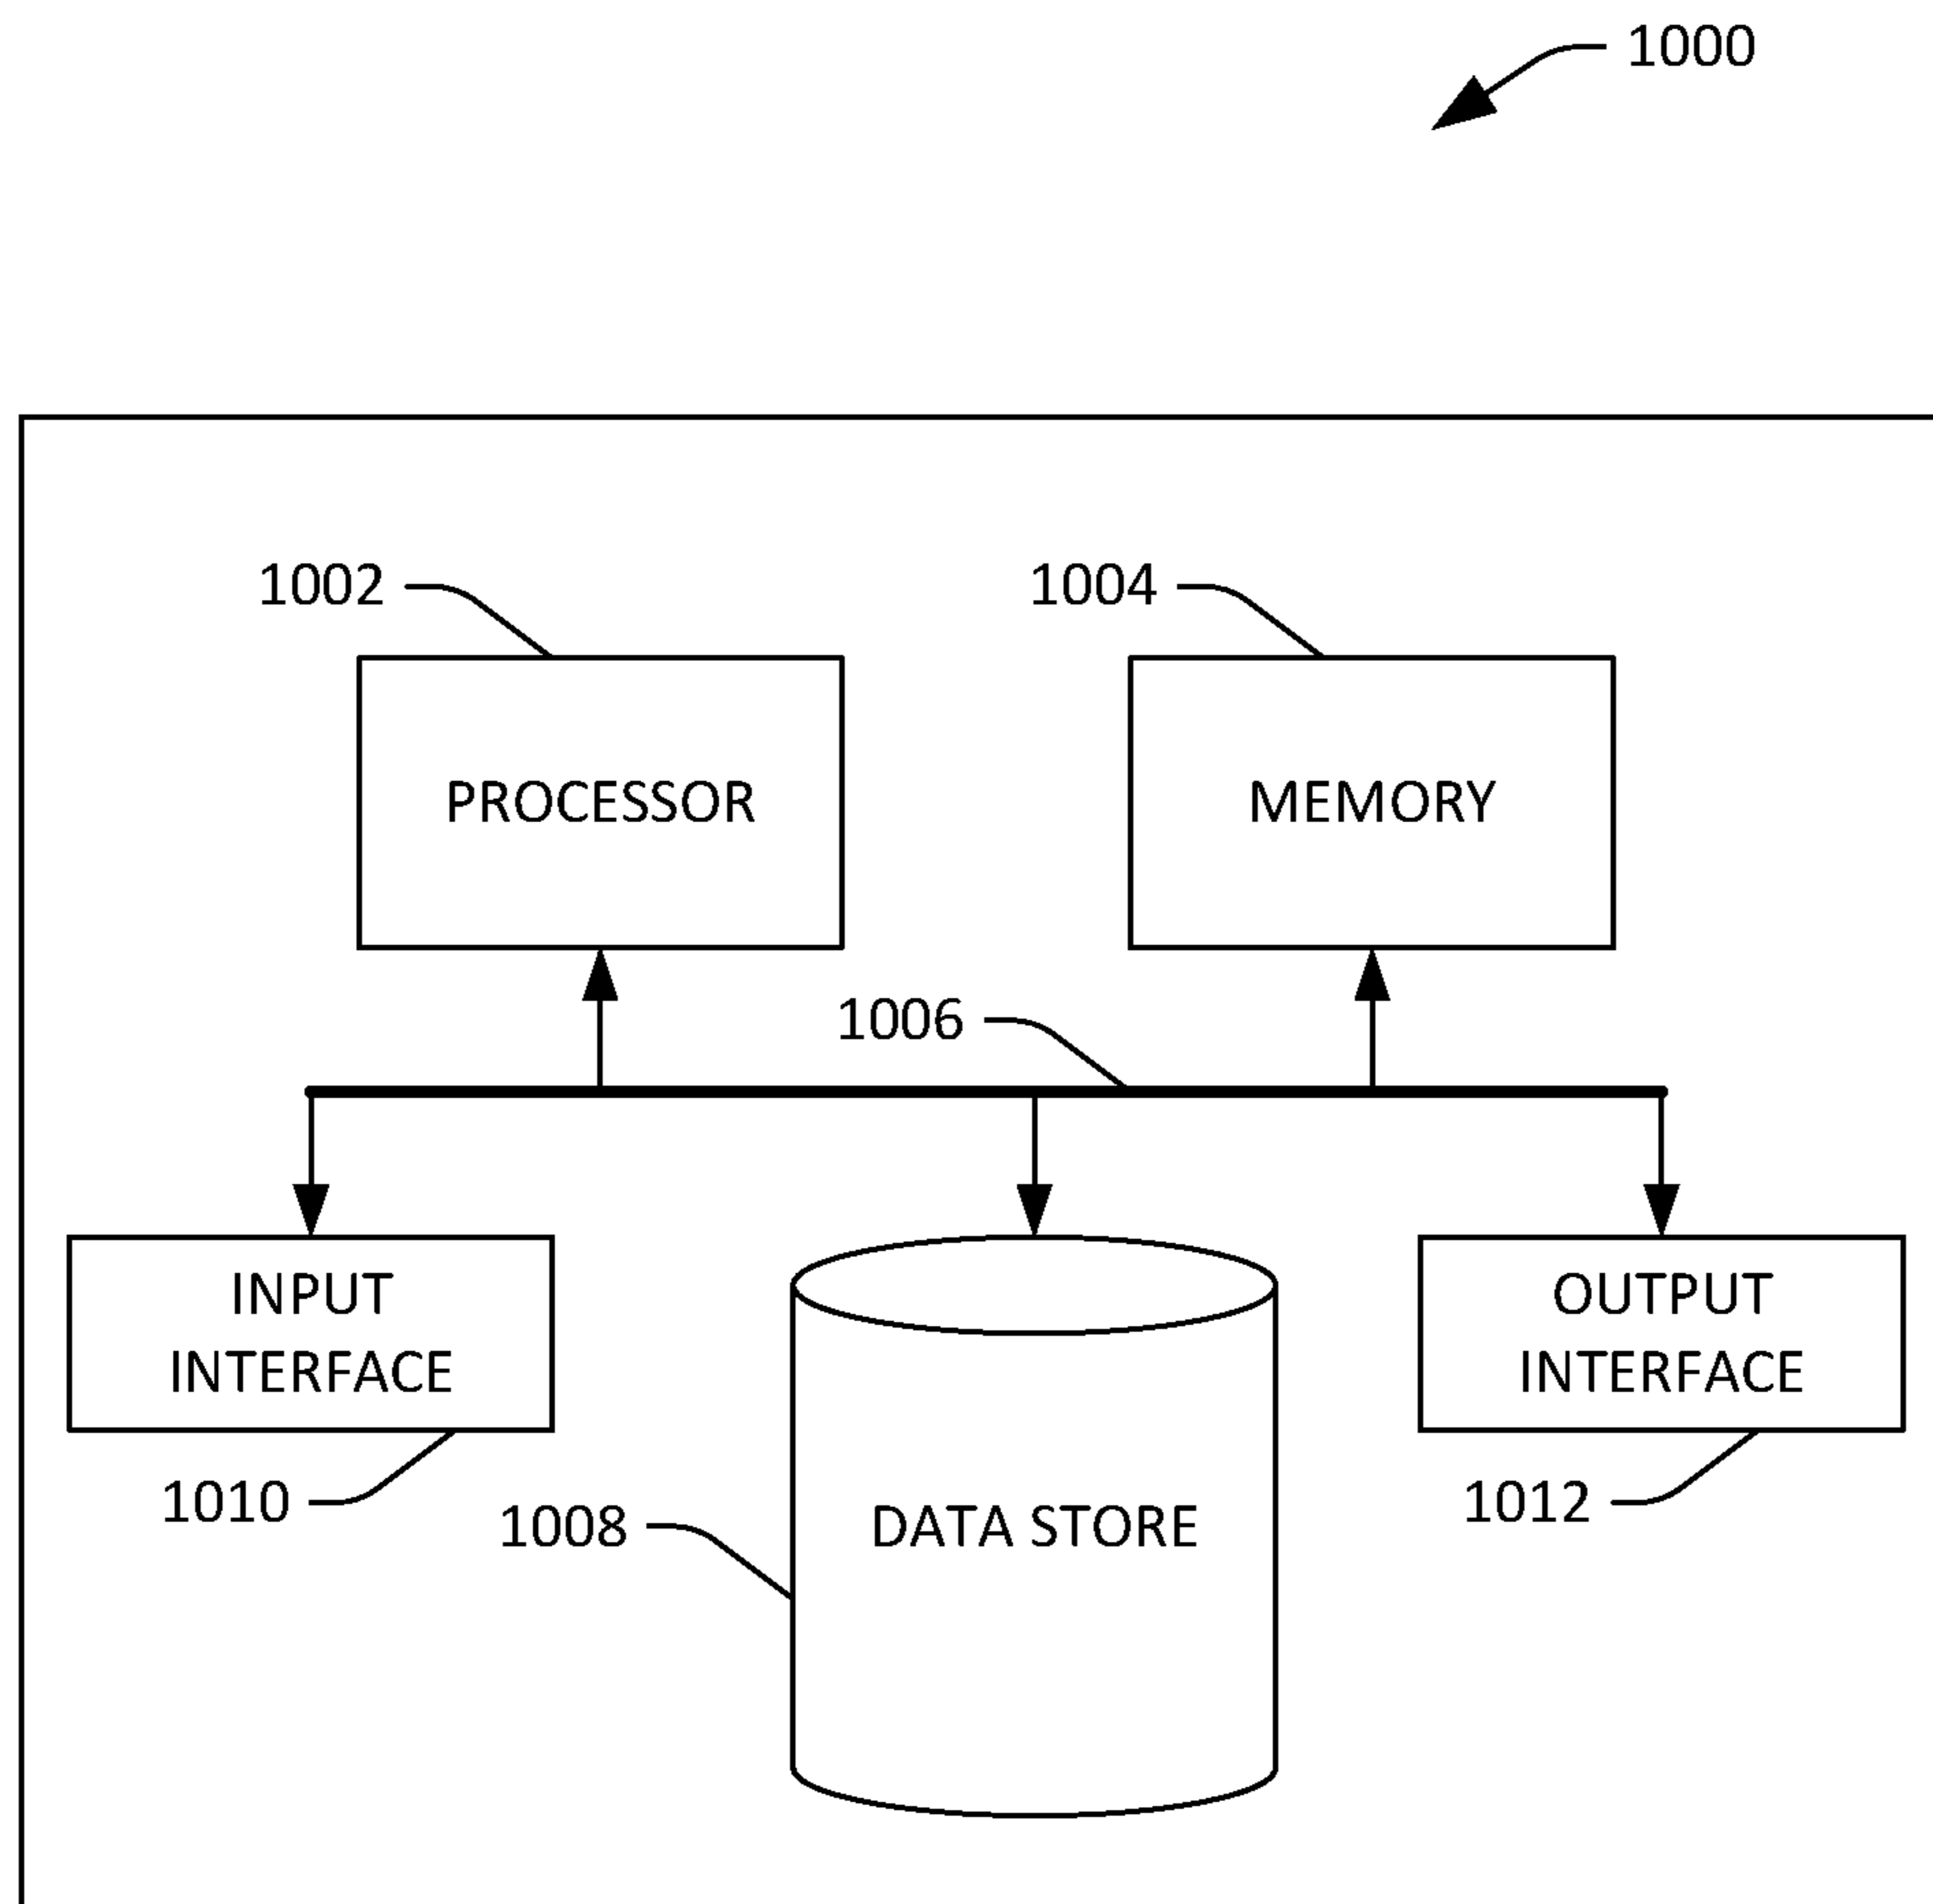 1000
1002
1004
PROCESSOR
MEMORY
1006
INPUT
INTERFACE
OUTPUT
INTERFACE
1010
1008
DATA STORE
1012